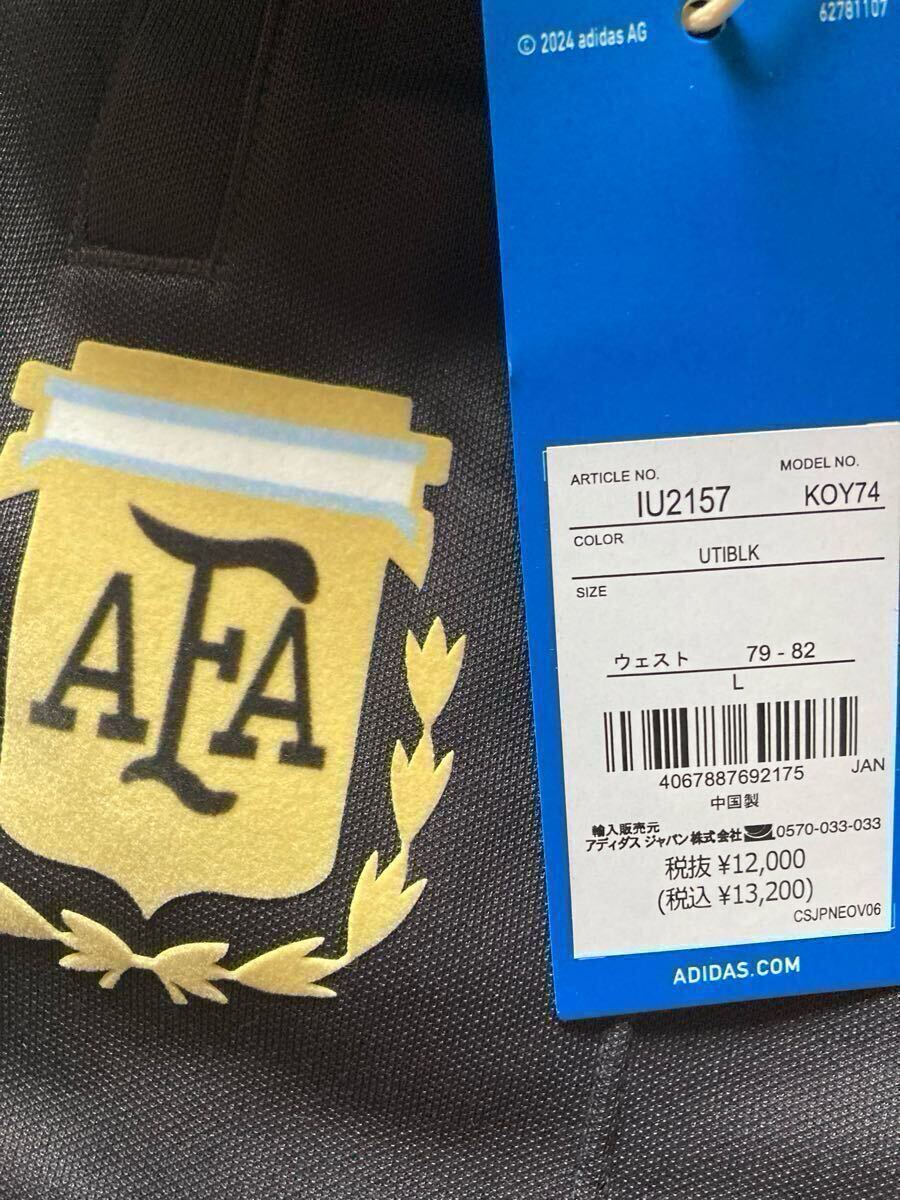 62781107
© 2024 adidas AG
AFA
ARTICLE NO. MODEL NO.
IU2157 KOY74
COLOR
UTIBLK
SIZE
ウェスト 79 - 82
L
4067887692175 JAN
中国製
輸入販売元
アディダス ジャパン株式会社 0570-033-033
税抜 ¥12,000
(税込 ¥13,200)
CSJPNEOV06
ADIDAS.COM